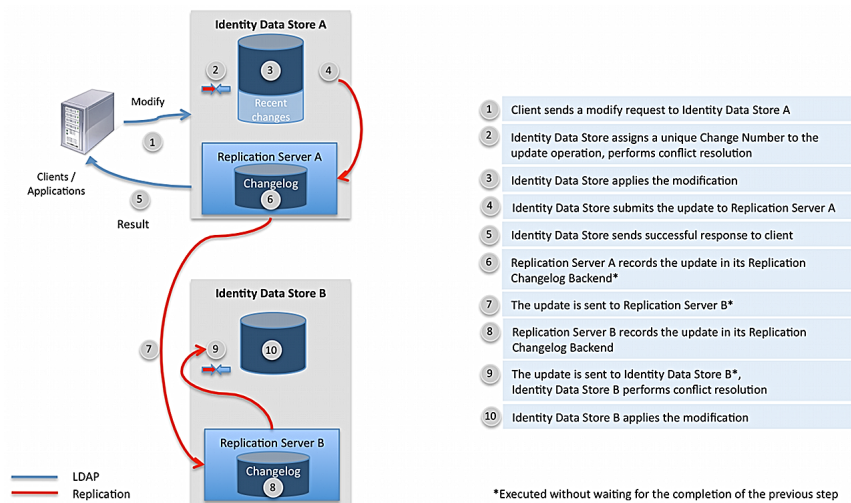 Identity Data Store A
2
3
4
Modify
Recent
changes
1
Replication Server A
Clients /
Applications
Changelog
5
6
Result
Identity Data Store B
7
9
10
Replication Server B
Changelog
8
LDAP
Replication
1 Client sends a modify request to Identity Data Store A
2 Identity Data Store assigns a unique Change Number to the
update operation, performs conflict resolution
3 Identity Data Store applies the modification
4 Identity Data Store submits the update to Replication Server A
5 Identity Data Store sends successful response to client
6 Replication Server A records the update in its Replication
Changelog Backend*
7 The update is sent to Replication Server B*
8 Replication Server B records the update in its Replication
Changelog Backend
9 The update is sent to Identity Data Store B*,
Identity Data Store B performs conflict resolution
10 Identity Data Store B applies the modification
*Executed without waiting for the completion of the previous step